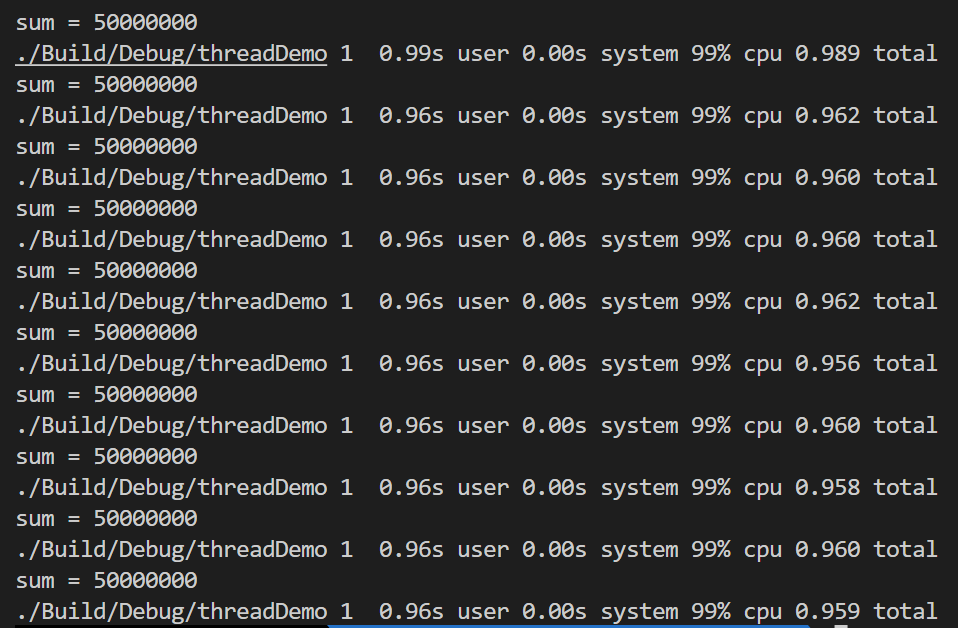 sum = 50000000
./Build/Debug/threadDemo 1  0.99s user 0.00s system 99% cpu 0.989 total
sum = 50000000
./Build/Debug/threadDemo 1  0.96s user 0.00s system 99% cpu 0.962 total
sum = 50000000
./Build/Debug/threadDemo 1  0.96s user 0.00s system 99% cpu 0.960 total
sum = 50000000
./Build/Debug/threadDemo 1  0.96s user 0.00s system 99% cpu 0.960 total
sum = 50000000
./Build/Debug/threadDemo 1  0.96s user 0.00s system 99% cpu 0.962 total
sum = 50000000
./Build/Debug/threadDemo 1  0.96s user 0.00s system 99% cpu 0.956 total
sum = 50000000
./Build/Debug/threadDemo 1  0.96s user 0.00s system 99% cpu 0.960 total
sum = 50000000
./Build/Debug/threadDemo 1  0.96s user 0.00s system 99% cpu 0.958 total
sum = 50000000
./Build/Debug/threadDemo 1  0.96s user 0.00s system 99% cpu 0.960 total
sum = 50000000
./Build/Debug/threadDemo 1  0.96s user 0.00s system 99% cpu 0.959 total